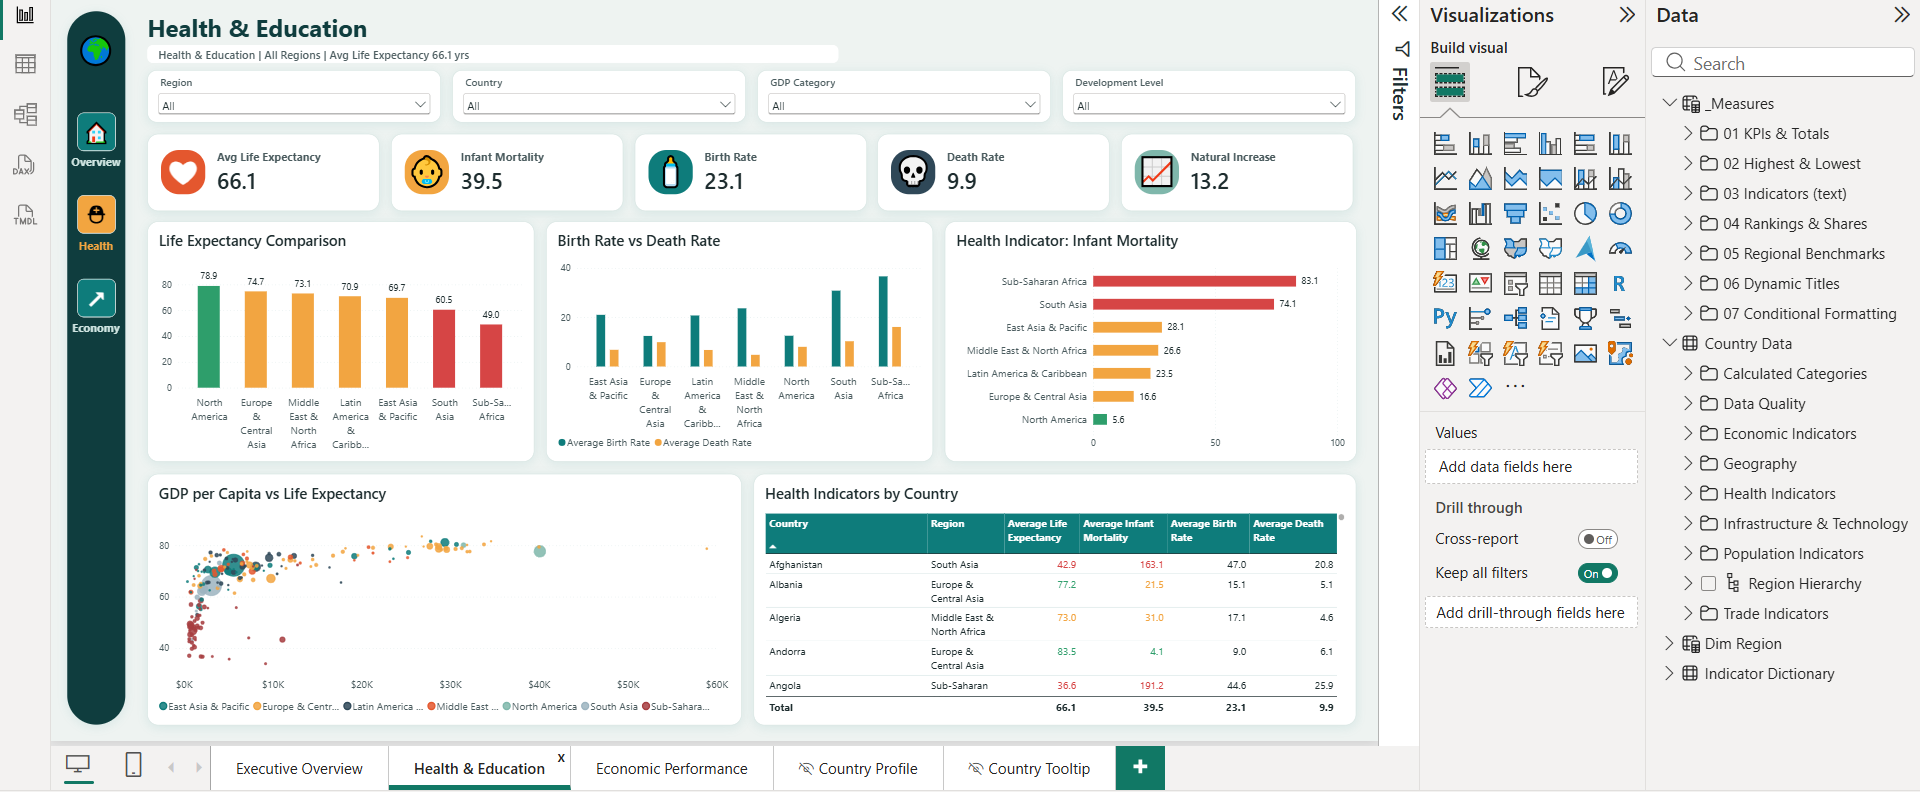 Health & Education
Health & Education | All Regions | Avg Life Expectancy 66.1 yrs
Region
All
Country
All
GDP Category
All
Development Level
All
Overview
Health
Economy
DAX
TMDL
Avg Life Expectancy
66.1
Infant Mortality
39.5
Birth Rate
23.1
Death Rate
9.9
Natural Increase
13.2
Life Expectancy Comparison
80
60
40
20
0
78.9
74.7
73.1
70.9
69.7
60.5
49.0
North America
Europe & Central Asia
Middle East & North Africa
Latin America & Caribb...
East Asia & Pacific
South Asia
Sub-Sa... Africa
Birth Rate vs Death Rate
40
20
0
East Asia & Pacific
Europe & Central Asia
Latin America & Caribb...
Middle East & North Africa
North America
South Asia
Sub-Sa... Africa
Average Birth Rate Average Death Rate
Health Indicator: Infant Mortality
Sub-Saharan Africa 83.1
South Asia 74.1
East Asia & Pacific 28.1
Middle East & North Africa 26.6
Latin America & Caribbean 23.5
Europe & Central Asia 16.6
North America 5.6
0 50 100
GDP per Capita vs Life Expectancy
80
60
40
$0K $10K $20K $30K $40K $50K $60K
East Asia & Pacific Europe & Centr... Latin America ... Middle East ... North America South Asia Sub-Sahara...
Health Indicators by Country
Country Region Average Life Expectancy Average Infant Mortality Average Birth Rate Average Death Rate
Afghanistan South Asia 42.9 163.1 47.0 20.8
Albania Europe & Central Asia 77.2 21.5 15.1 5.1
Algeria Middle East & North Africa 73.0 31.0 17.1 4.6
Andorra Europe & Central Asia 83.5 4.1 9.0 6.1
Angola Sub-Saharan 36.6 191.2 44.6 25.9
Total 66.1 39.5 23.1 9.9
Executive Overview
Health & Education
x
Economic Performance
Country Profile
Country Tooltip
+
Filters
Visualizations
Build visual
123
R
Py
...
Values
Add data fields here
Drill through
Cross-report
Off
Keep all filters
On
Add drill-through fields here
Data
Search
_Measures
01 KPIs & Totals
02 Highest & Lowest
03 Indicators (text)
04 Rankings & Shares
05 Regional Benchmarks
06 Dynamic Titles
07 Conditional Formatting
Country Data
Calculated Categories
Data Quality
Economic Indicators
Geography
Health Indicators
Infrastructure & Technology
Population Indicators
Region Hierarchy
Trade Indicators
Dim Region
Indicator Dictionary